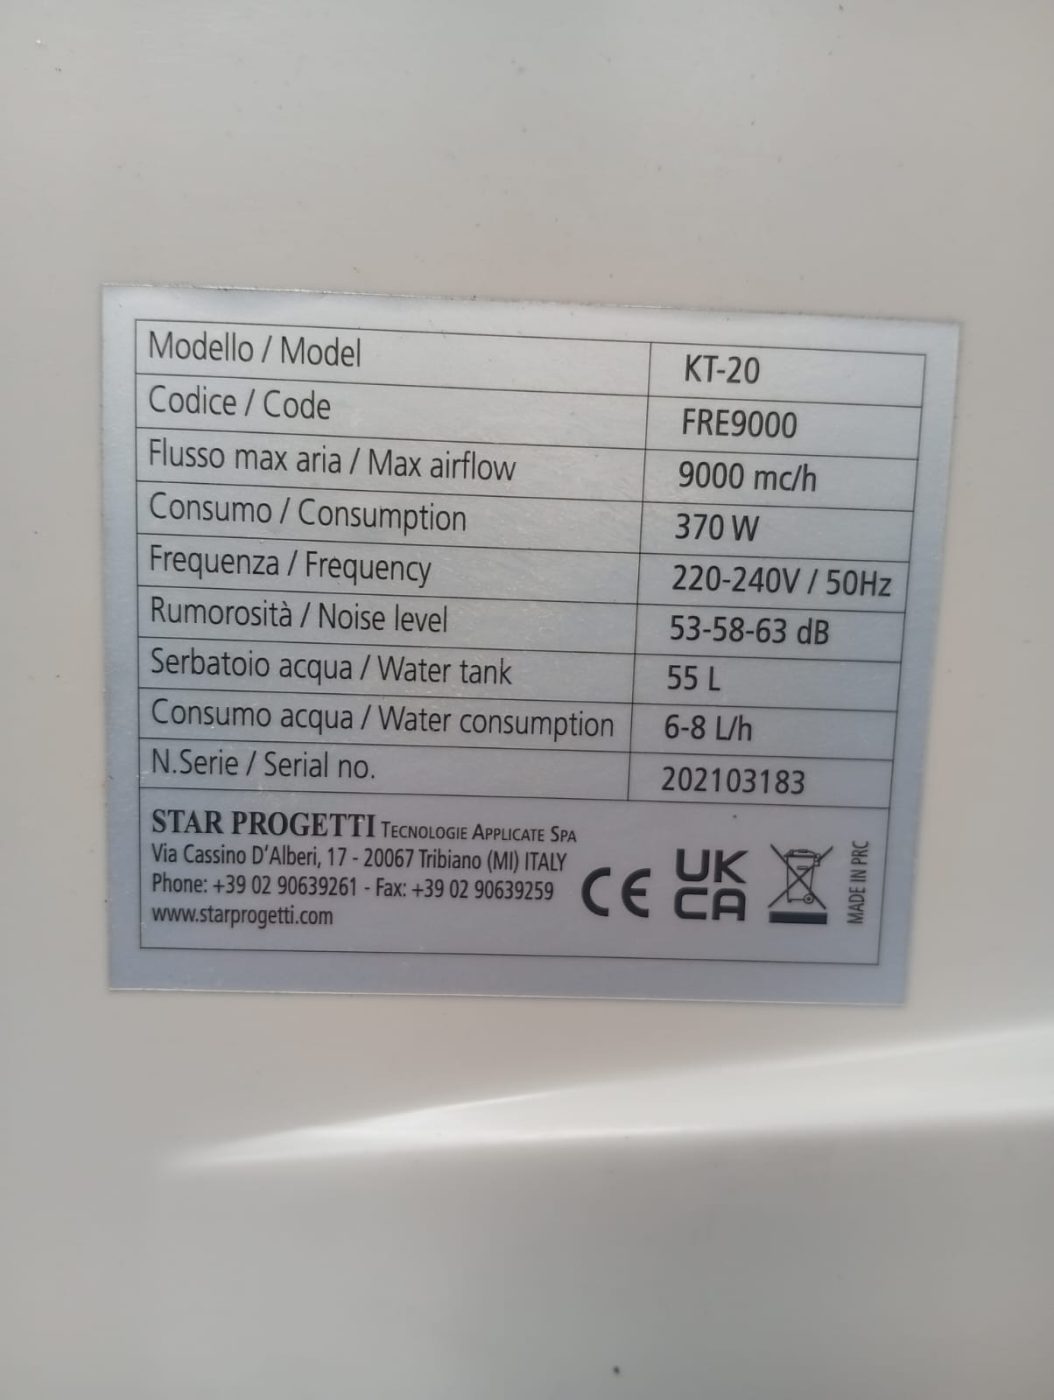 Modello / Model KT-20
Codice / Code FRE9000
Flusso max aria / Max airflow 9000 mc/h
Consumo / Consumption 370 W
Frequenza / Frequency 220-240V / 50Hz
Rumorosità / Noise level 53-58-63 dB
Serbatoio acqua / Water tank 55 L
Consumo acqua / Water consumption 6-8 L/h
N.Serie / Serial no. 202103183
STAR PROGETTI TECNOLOGIE APPLICATE SPA
Via Cassino D'Alberi, 17 - 20067 Tribiano (MI) ITALY
Phone: +39 02 90639261 - Fax: +39 02 90639259
www.starprogetti.com
CE
UK
CA
MADE IN PRC